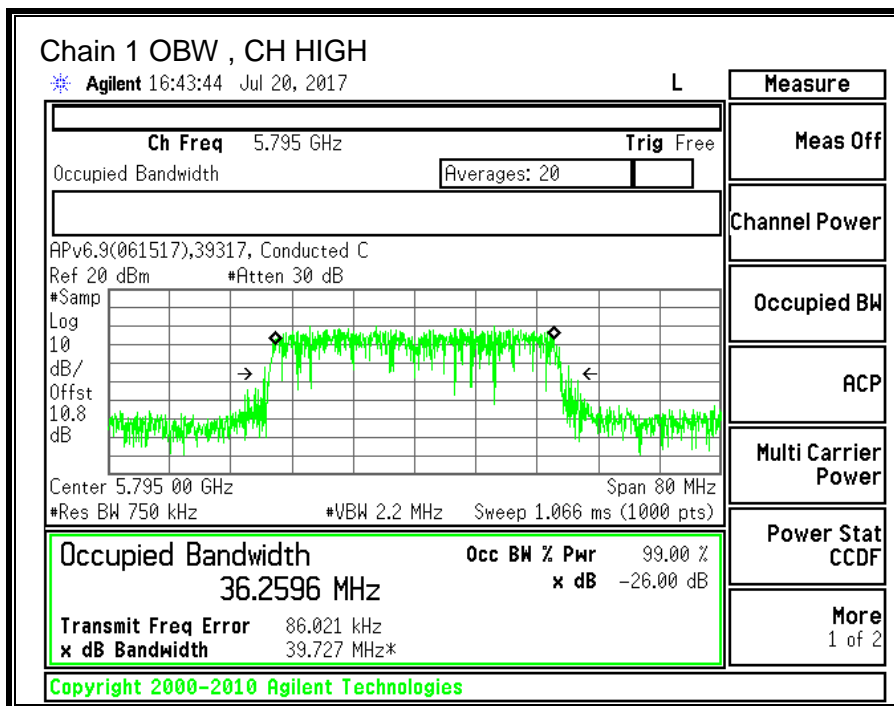 Chain 1 OBW , CH HIGH
Agilent 16:43:44 Jul 20, 2017 L
Measure
Ch Freq 5.795 GHz Trig Free
Occupied Bandwidth Averages: 20
APv6.9(061517),39317, Conducted C
Ref 20 dBm #Atten 30 dB
#Samp
Log
10
dB/
Offst
10.8
dB
Center 5.795 00 GHz Span 80 MHz
#Res BW 750 kHz #VBW 2.2 MHz Sweep 1.066 ms (1000 pts)
Occupied Bandwidth Occ BW % Pwr 99.00 %
36.2596 MHz x dB -26.00 dB
Transmit Freq Error 86.021 kHz
x dB Bandwidth 39.727 MHz*
Meas Off
Channel Power
Occupied BW
ACP
Multi Carrier
Power
Power Stat
CCDF
More
1 of 2
Copyright 2000-2010 Agilent Technologies